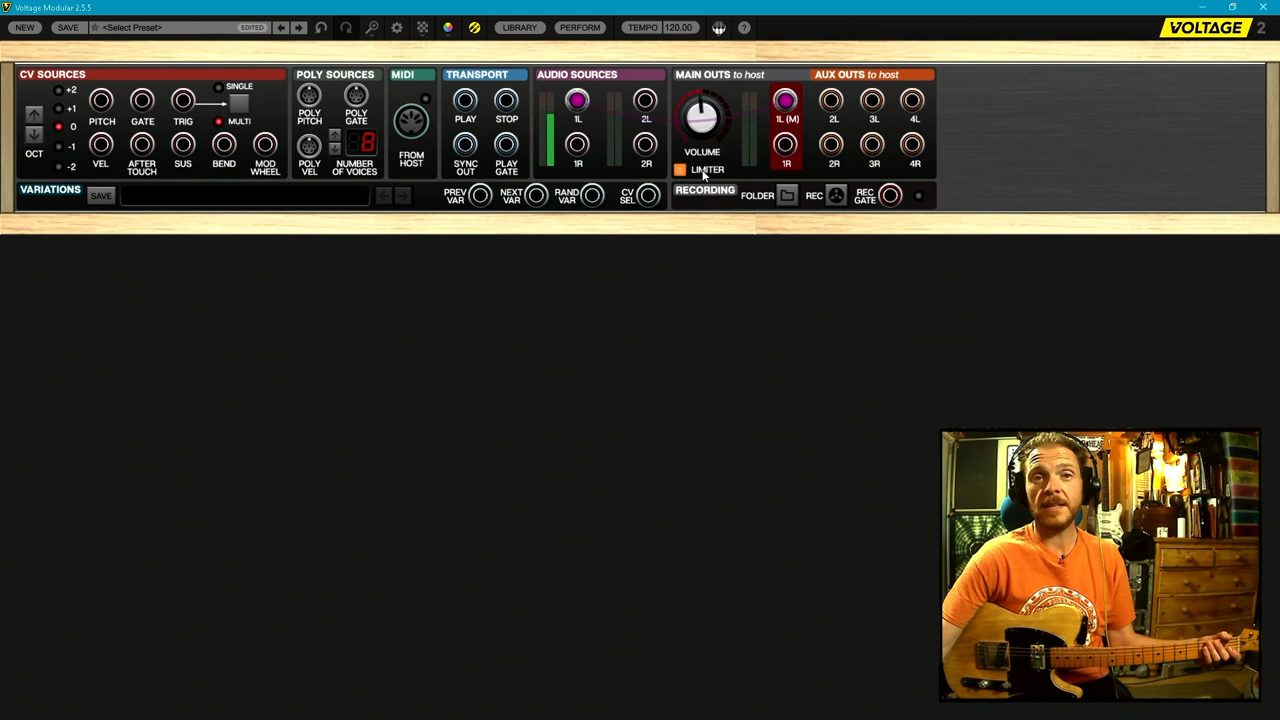 Voltage Modular 2.5.5
NEW SAVE <Select Preset> EDITED LIBRARY PERFORM TEMPO 120.00 ? VOLTAGE 2
CV SOURCES POLY SOURCES MIDI TRANSPORT AUDIO SOURCES MAIN OUTS to host AUX OUTS to host
+2 SINGLE
+1
PITCH GATE TRIG POLY PITCH POLY GATE PLAY STOP 1L 2L 1L (M) 2L 3L 4L
0 MULTI
OCT -1
-2
VEL AFTER TOUCH SUS BEND MOD WHEEL POLY VEL 8 NUMBER OF VOICES FROM HOST SYNC OUT PLAY GATE 1R 2R VOLUME 1R 2R 3R 4R
LIMITER
VARIATIONS SAVE PREV VAR NEXT VAR RAND VAR CV SEL RECORDING FOLDER REC REC GATE